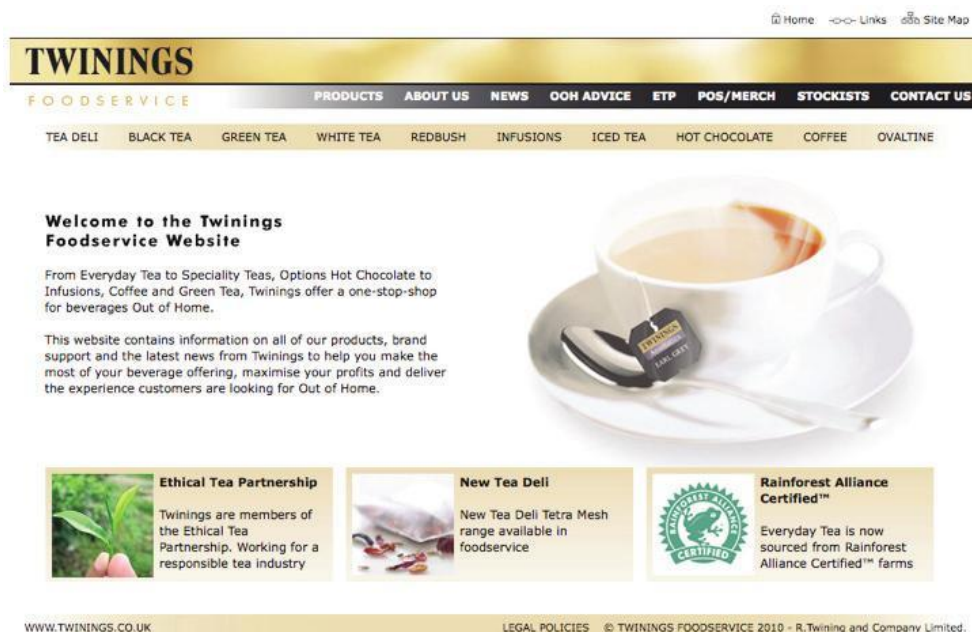 Home Links Site Map
TWININGS
FOODSERVICE
PRODUCTS ABOUT US NEWS OOH ADVICE ETP POS/MERCH STOCKISTS CONTACT US
TEA DELI BLACK TEA GREEN TEA WHITE TEA REDBUSH INFUSIONS ICED TEA HOT CHOCOLATE COFFEE OVALTINE
Welcome to the Twinings
Foodservice Website
From Everyday Tea to Speciality Teas, Options Hot Chocolate to
Infusions, Coffee and Green Tea, Twinings offer a one-stop-shop
for beverages Out of Home.
This website contains information on all of our products, brand
support and the latest news from Twinings to help you make the
most of your beverage offering, maximise your profits and deliver
the experience customers are looking for Out of Home.
TWININGS
EARL GREY
Ethical Tea Partnership
Twinings are members of
the Ethical Tea
Partnership. Working for a
responsible tea industry
New Tea Deli
New Tea Deli Tetra Mesh
range available in
foodservice
RAINFOREST ALLIANCE
CERTIFIED
Rainforest Alliance
Certified™
Everyday Tea is now
sourced from Rainforest
Alliance Certified™ farms
WWW.TWININGS.CO.UK LEGAL POLICIES © TWININGS FOODSERVICE 2010 - R.Twining and Company Limited.